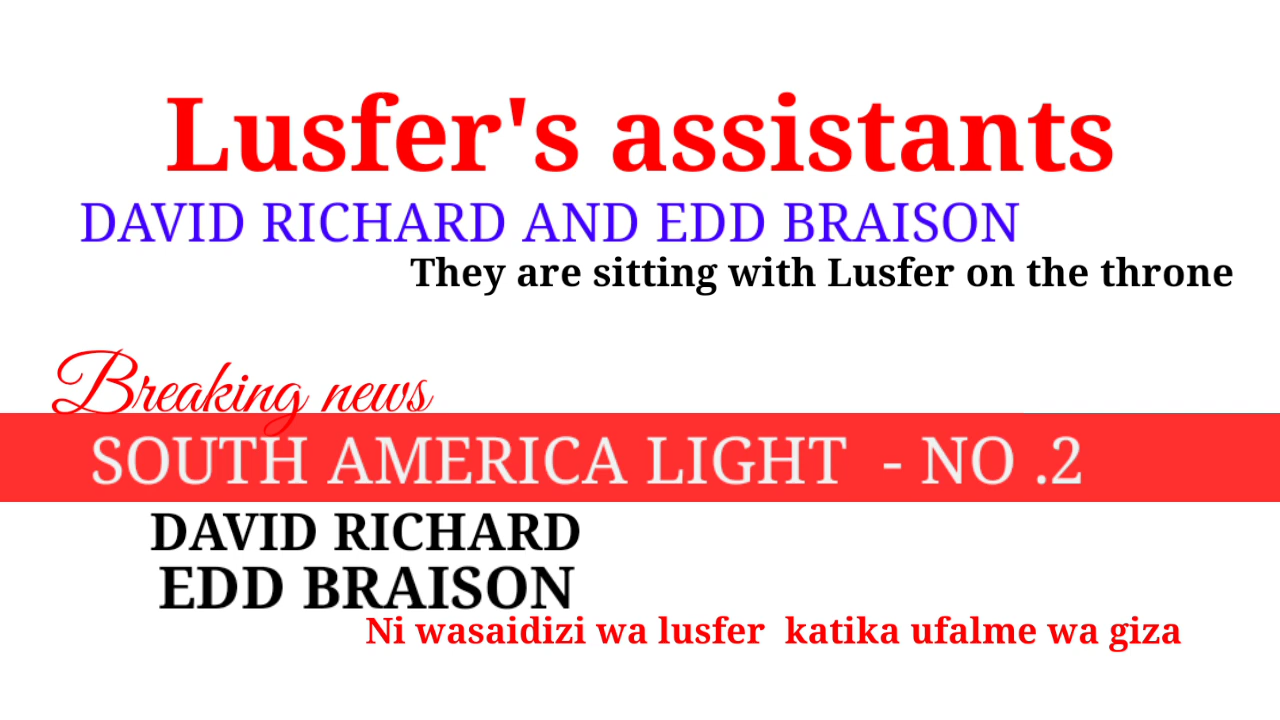 Lusfer's assistants
DAVID RICHARD AND EDD BRAISON
They are sitting with Lusfer on the throne
Breaking news
SOUTH AMERICA LIGHT - NO .2
DAVID RICHARD
EDD BRAISON
Ni wasaidizi wa lusfer katika ufalme wa giza